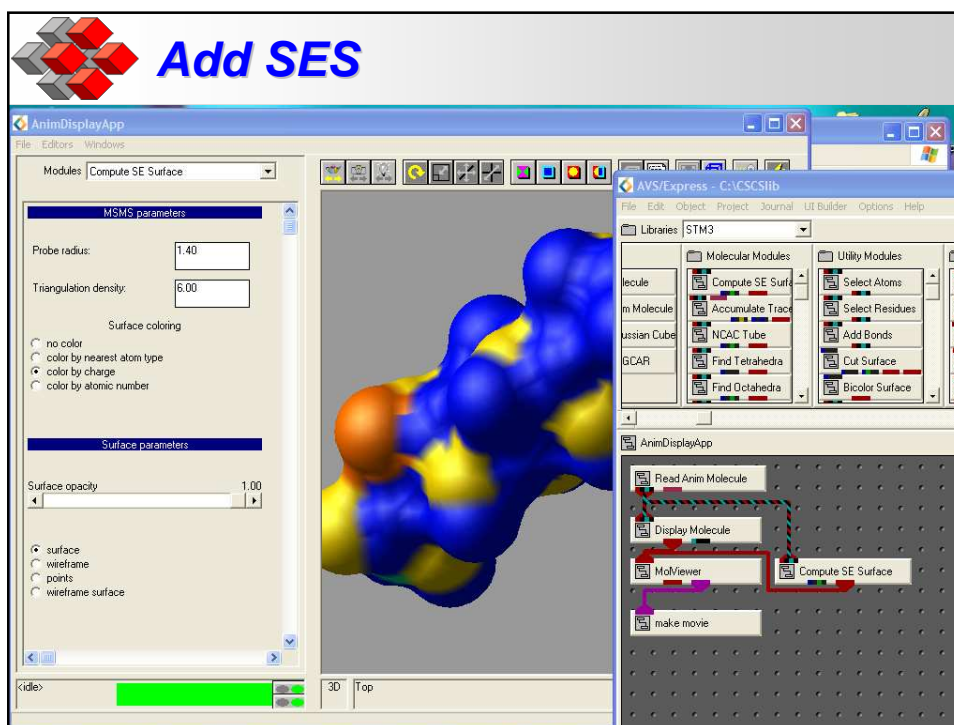 Add SES
AnimDisplayApp
File Editors Windows
Modules Compute SE Surface
MSMS parameters
Probe radius: 1.40
Triangulation density: 6.00
Surface coloring
no color
color by nearest atom type
color by charge
color by atomic number
Surface parameters
Surface opacity 1.00
surface
wireframe
points
wireframe surface
<idle>
3D Top
AVS/Express - C:\CSCSlib
File Edit Object Project Journal UI Builder Options Help
Libraries STM3
Molecular Modules Utility Modules
lecule Compute SE Surfa Select Atoms
m Molecule Accumulate Trace Select Residues
ussian Cube NCAC Tube Add Bonds
GCAR Find Tetrahedra Cut Surface
Find Octahedra Bicolor Surface
AnimDisplayApp
Read Anim Molecule
Display Molecule
MolViewer Compute SE Surface
make movie